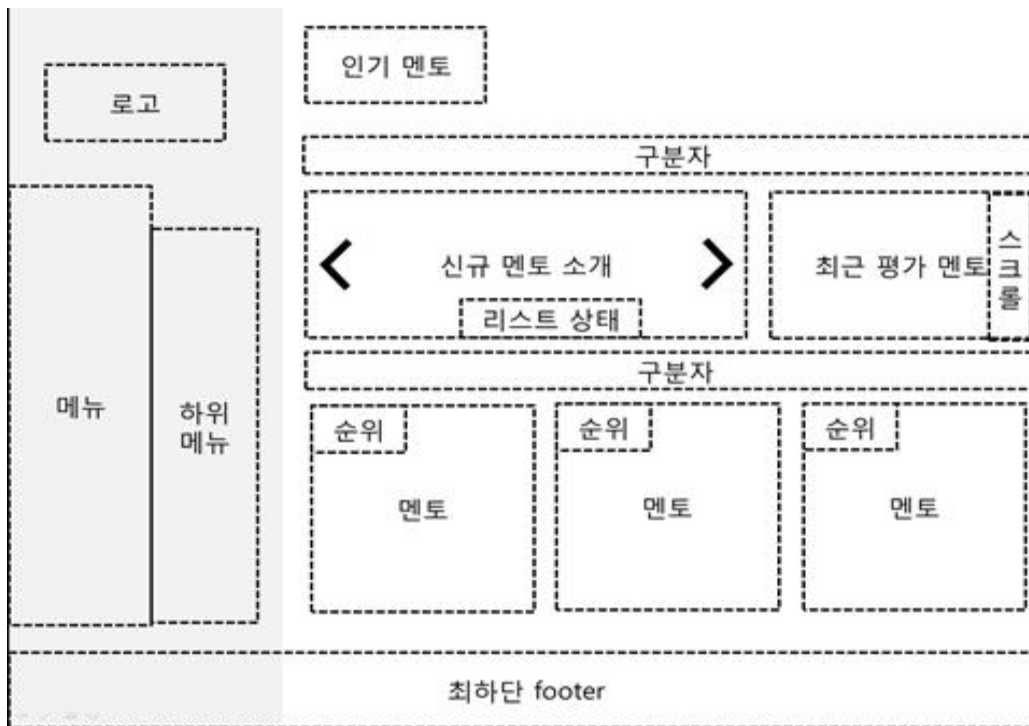 로고
메뉴
하위
메뉴
인기 멘토
구분자
신규 멘토 소개
리스트 상태
최근 평가 멘토
스
크
롤
구분자
순위
멘토
순위
멘토
순위
멘토
최하단 footer